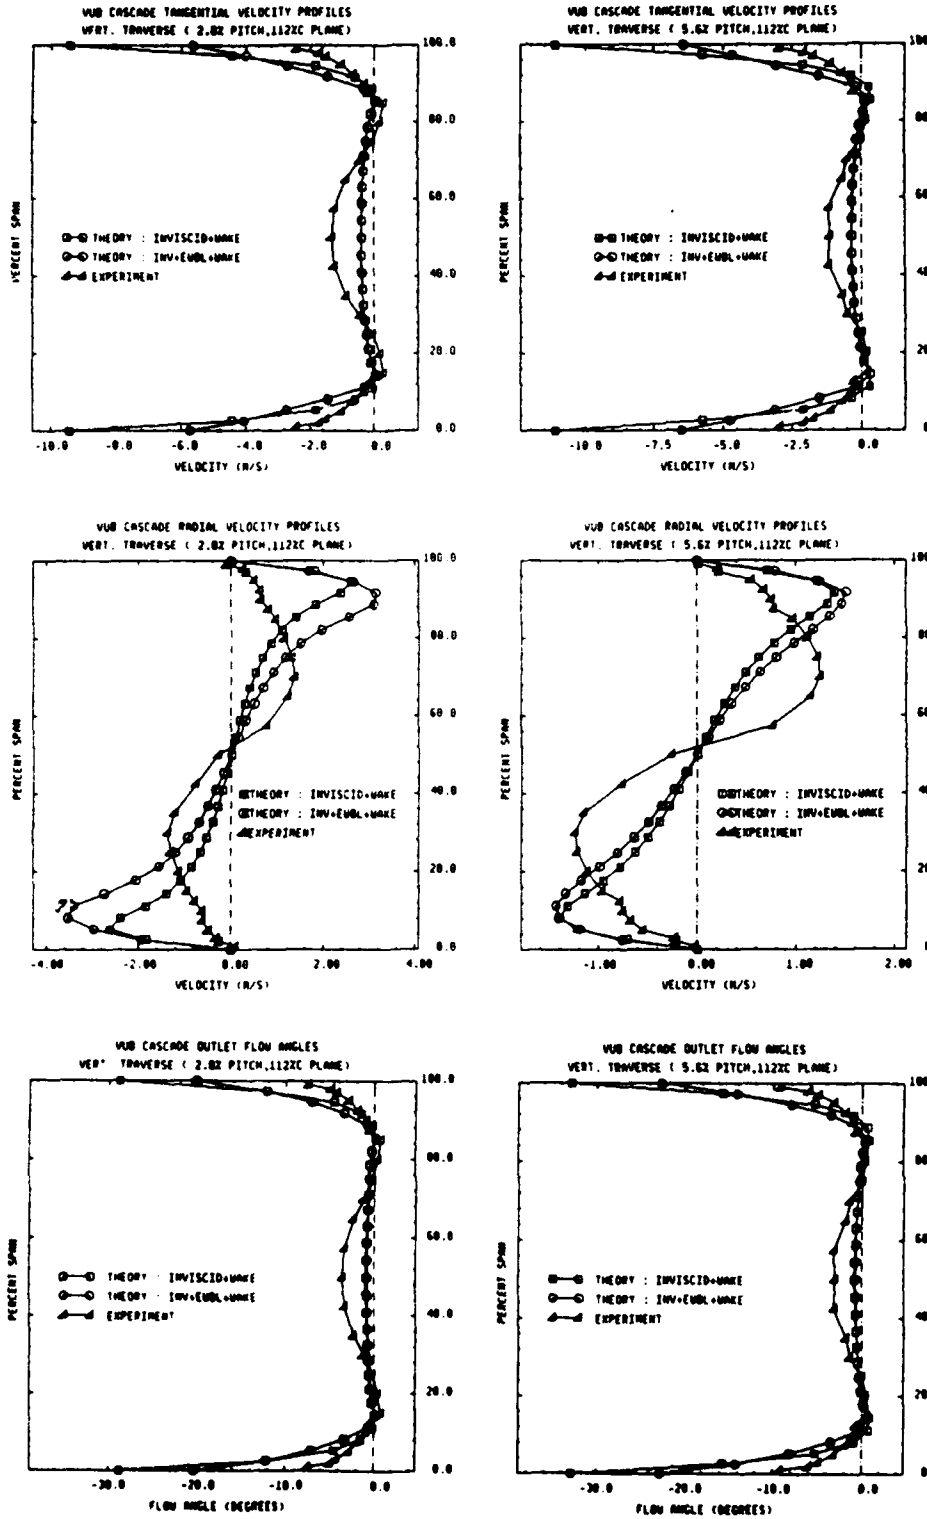 VUB CASCADE TANGENTIAL VELOCITY PROFILES
VERT. TRAVERSE ( 2.8% PITCH,112%C PLANE)
100.0
80.0
60.0
40.0
20.0
0.0
PERCENT SPAN
THEORY : INVISCID+WAKE
THEORY : INV+EWBL+WAKE
EXPERIMENT
-10.0 -8.0 -6.0 -4.0 -2.0 0.0
VELOCITY (M/S)
VUB CASCADE TANGENTIAL VELOCITY PROFILES
VERT. TRAVERSE ( 5.6% PITCH,112%C PLANE)
PERCENT SPAN
THEORY : INVISCID+WAKE
THEORY : INV+EWBL+WAKE
EXPERIMENT
-10.0 -7.5 -5.0 -2.5 0.0
VELOCITY (M/S)
VUB CASCADE RADIAL VELOCITY PROFILES
VERT. TRAVERSE ( 2.8% PITCH,112%C PLANE)
100.0
80.0
60.0
40.0
20.0
0.0
PERCENT SPAN
THEORY : INVISCID+WAKE
THEORY : INV+EWBL+WAKE
EXPERIMENT
-4.00 -2.00 0.00 2.00 4.00
VELOCITY (M/S)
VUB CASCADE RADIAL VELOCITY PROFILES
VERT. TRAVERSE ( 5.6% PITCH,112%C PLANE)
PERCENT SPAN
THEORY : INVISCID+WAKE
THEORY : INV+EWBL+WAKE
EXPERIMENT
-1.00 0.00 1.00 2.00
VELOCITY (M/S)
VUB CASCADE OUTLET FLOW ANGLES
TRAVERSE ( 2.8% PITCH,112%C PLANE)
100.0
80.0
60.0
40.0
20.0
0.0
PERCENT SPAN
THEORY : INVISCID+WAKE
THEORY : INV+EWBL+WAKE
EXPERIMENT
-30.0 -20.0 -10.0 0.0
FLOW ANGLE (DEGREES)
VUB CASCADE OUTLET FLOW ANGLES
VERT. TRAVERSE ( 5.6% PITCH,112%C PLANE)
PERCENT SPAN
THEORY : INVISCID+WAKE
THEORY : INV+EWBL+WAKE
EXPERIMENT
-30.0 -20.0 -10.0 0.0
FLOW ANGLE (DEGREES)